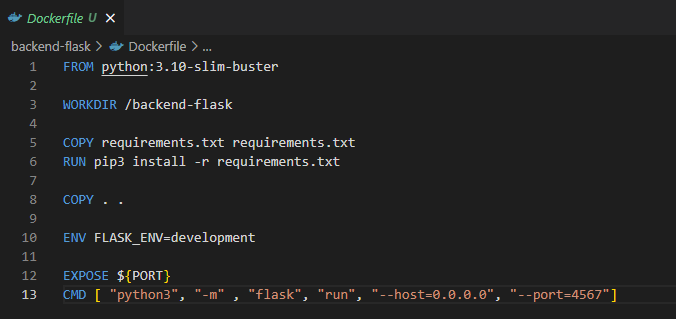 Dockerfile U ×
backend-flask > Dockerfile > ...
1 FROM python:3.10-slim-buster
2
3 WORKDIR /backend-flask
4
5 COPY requirements.txt requirements.txt
6 RUN pip3 install -r requirements.txt
7
8 COPY . .
9
10 ENV FLASK_ENV=development
11
12 EXPOSE ${PORT}
13 CMD [ "python3", "-m" , "flask", "run", "--host=0.0.0.0", "--port=4567"]